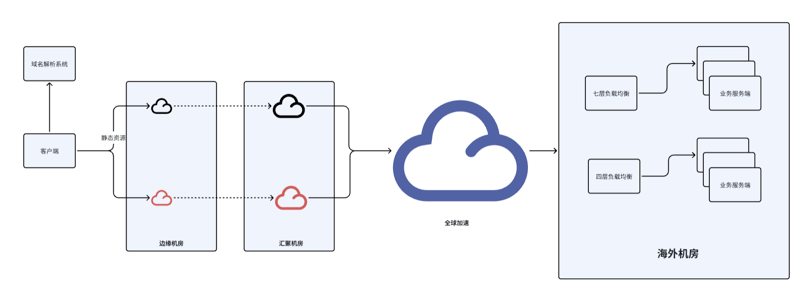 域名解析系统
客户端
静态资源
边缘机房
汇聚机房
全球加速
七层负载均衡
业务服务端
四层负载均衡
业务服务端
海外机房